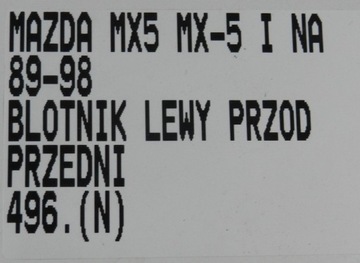 MAZDA MX5 MX-5 I NA
89-98
BLOTNIK LEWY PRZOD
PRZEDNI
496.(N)